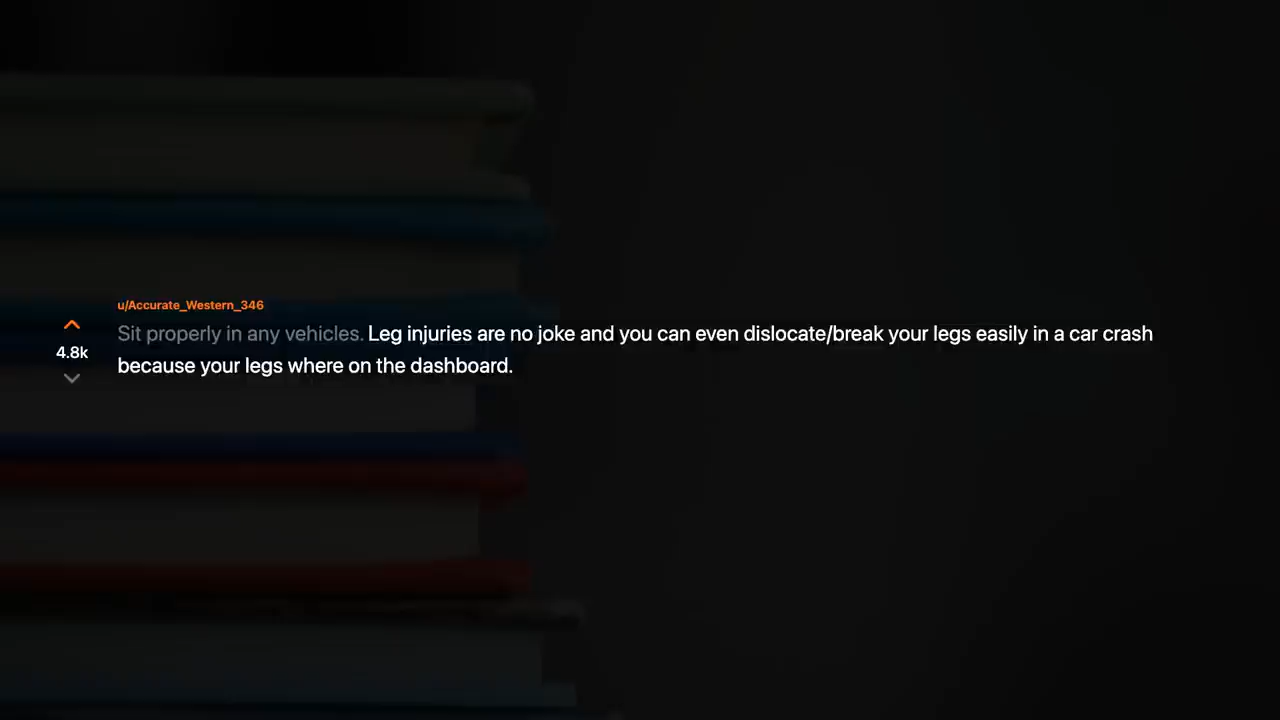 u/Accurate_Western_346
4.8k
Sit properly in any vehicles. Leg injuries are no joke and you can even dislocate/break your legs easily in a car crash
because your legs where on the dashboard.